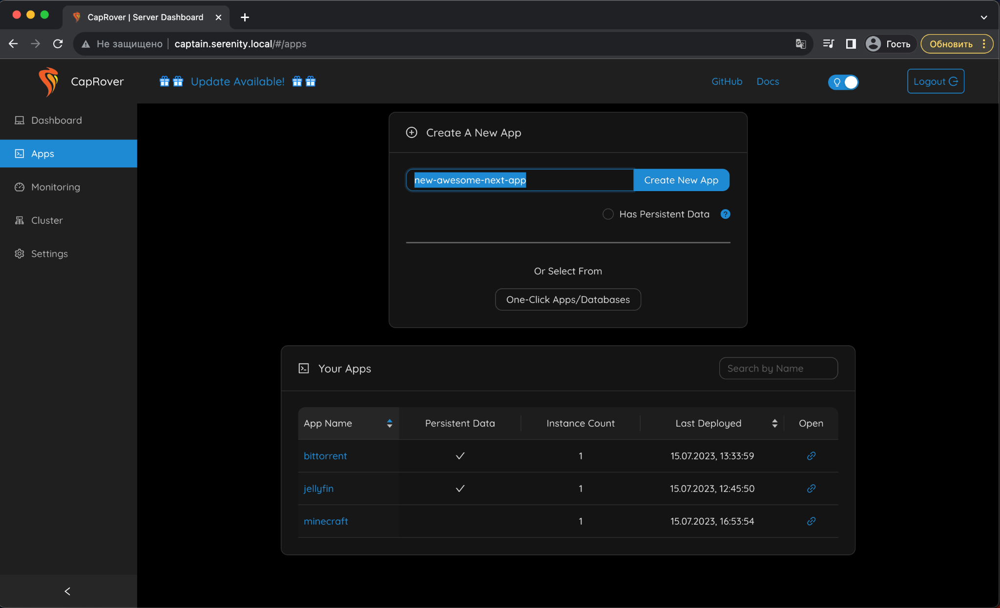 CapRover | Server Dashboard
Не защищено | captain.serenity.local/#/apps
Гость
Обновить
CapRover
Update Available!
GitHub
Docs
Logout
Dashboard
Apps
Monitoring
Cluster
Settings
Create A New App
new-awesome-next-app
Create New App
Has Persistent Data ?
Or Select From
One-Click Apps/Databases
Your Apps
Search by Name
App Name Persistent Data Instance Count Last Deployed Open
bittorrent 1 15.07.2023, 13:33:59
jellyfin 1 15.07.2023, 12:45:50
minecraft 1 15.07.2023, 16:53:54